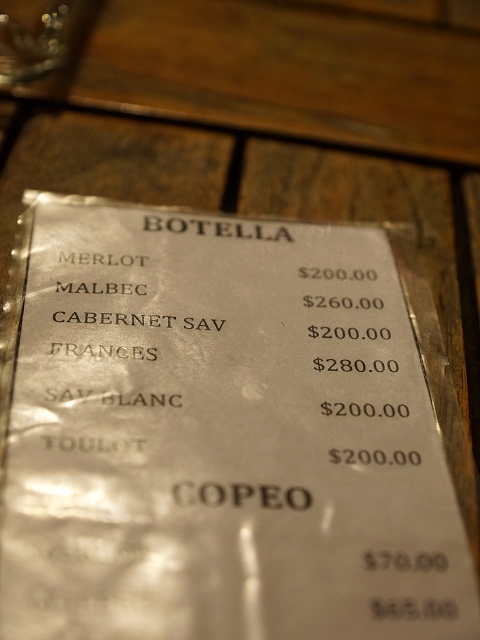 BOTELLA
MERLOT $200.00
MALBEC $260.00
CABERNET SAV $200.00
FRANCES $280.00
SAV BLANC $200.00
TOULOT $200.00
COPEO
$70.00
$65.00